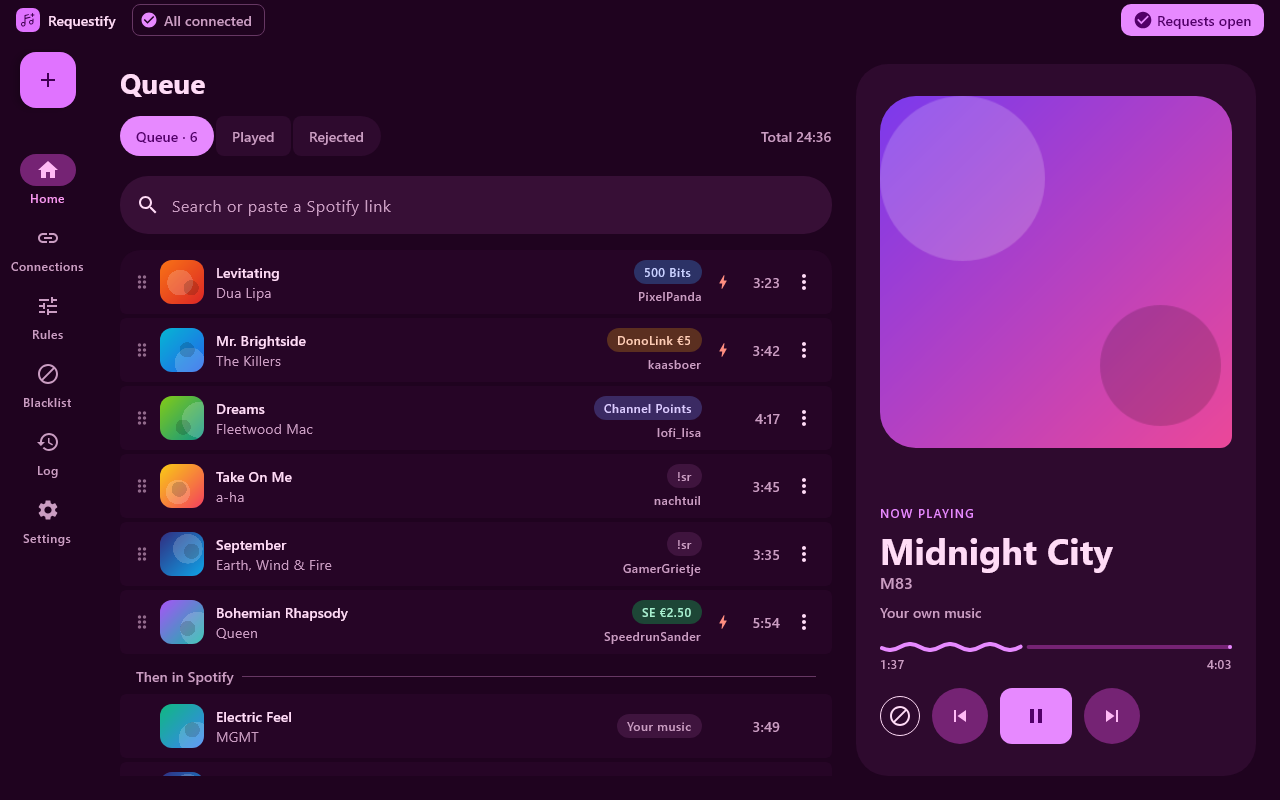 Requestify
All connected
Requests open
Home
Connections
Rules
Blacklist
Log
Settings
Queue
Queue · 6
Played
Rejected
Total 24:36
Search or paste a Spotify link
Levitating
Dua Lipa
500 Bits
PixelPanda
3:23
Mr. Brightside
The Killers
DonoLink €5
kaasboer
3:42
Dreams
Fleetwood Mac
Channel Points
lofi_lisa
4:17
Take On Me
a-ha
!sr
nachtuil
3:45
September
Earth, Wind & Fire
!sr
GamerGrietje
3:35
Bohemian Rhapsody
Queen
SE €2.50
SpeedrunSander
5:54
Then in Spotify
Electric Feel
MGMT
Your music
3:49
NOW PLAYING
Midnight City
M83
Your own music
1:37
4:03